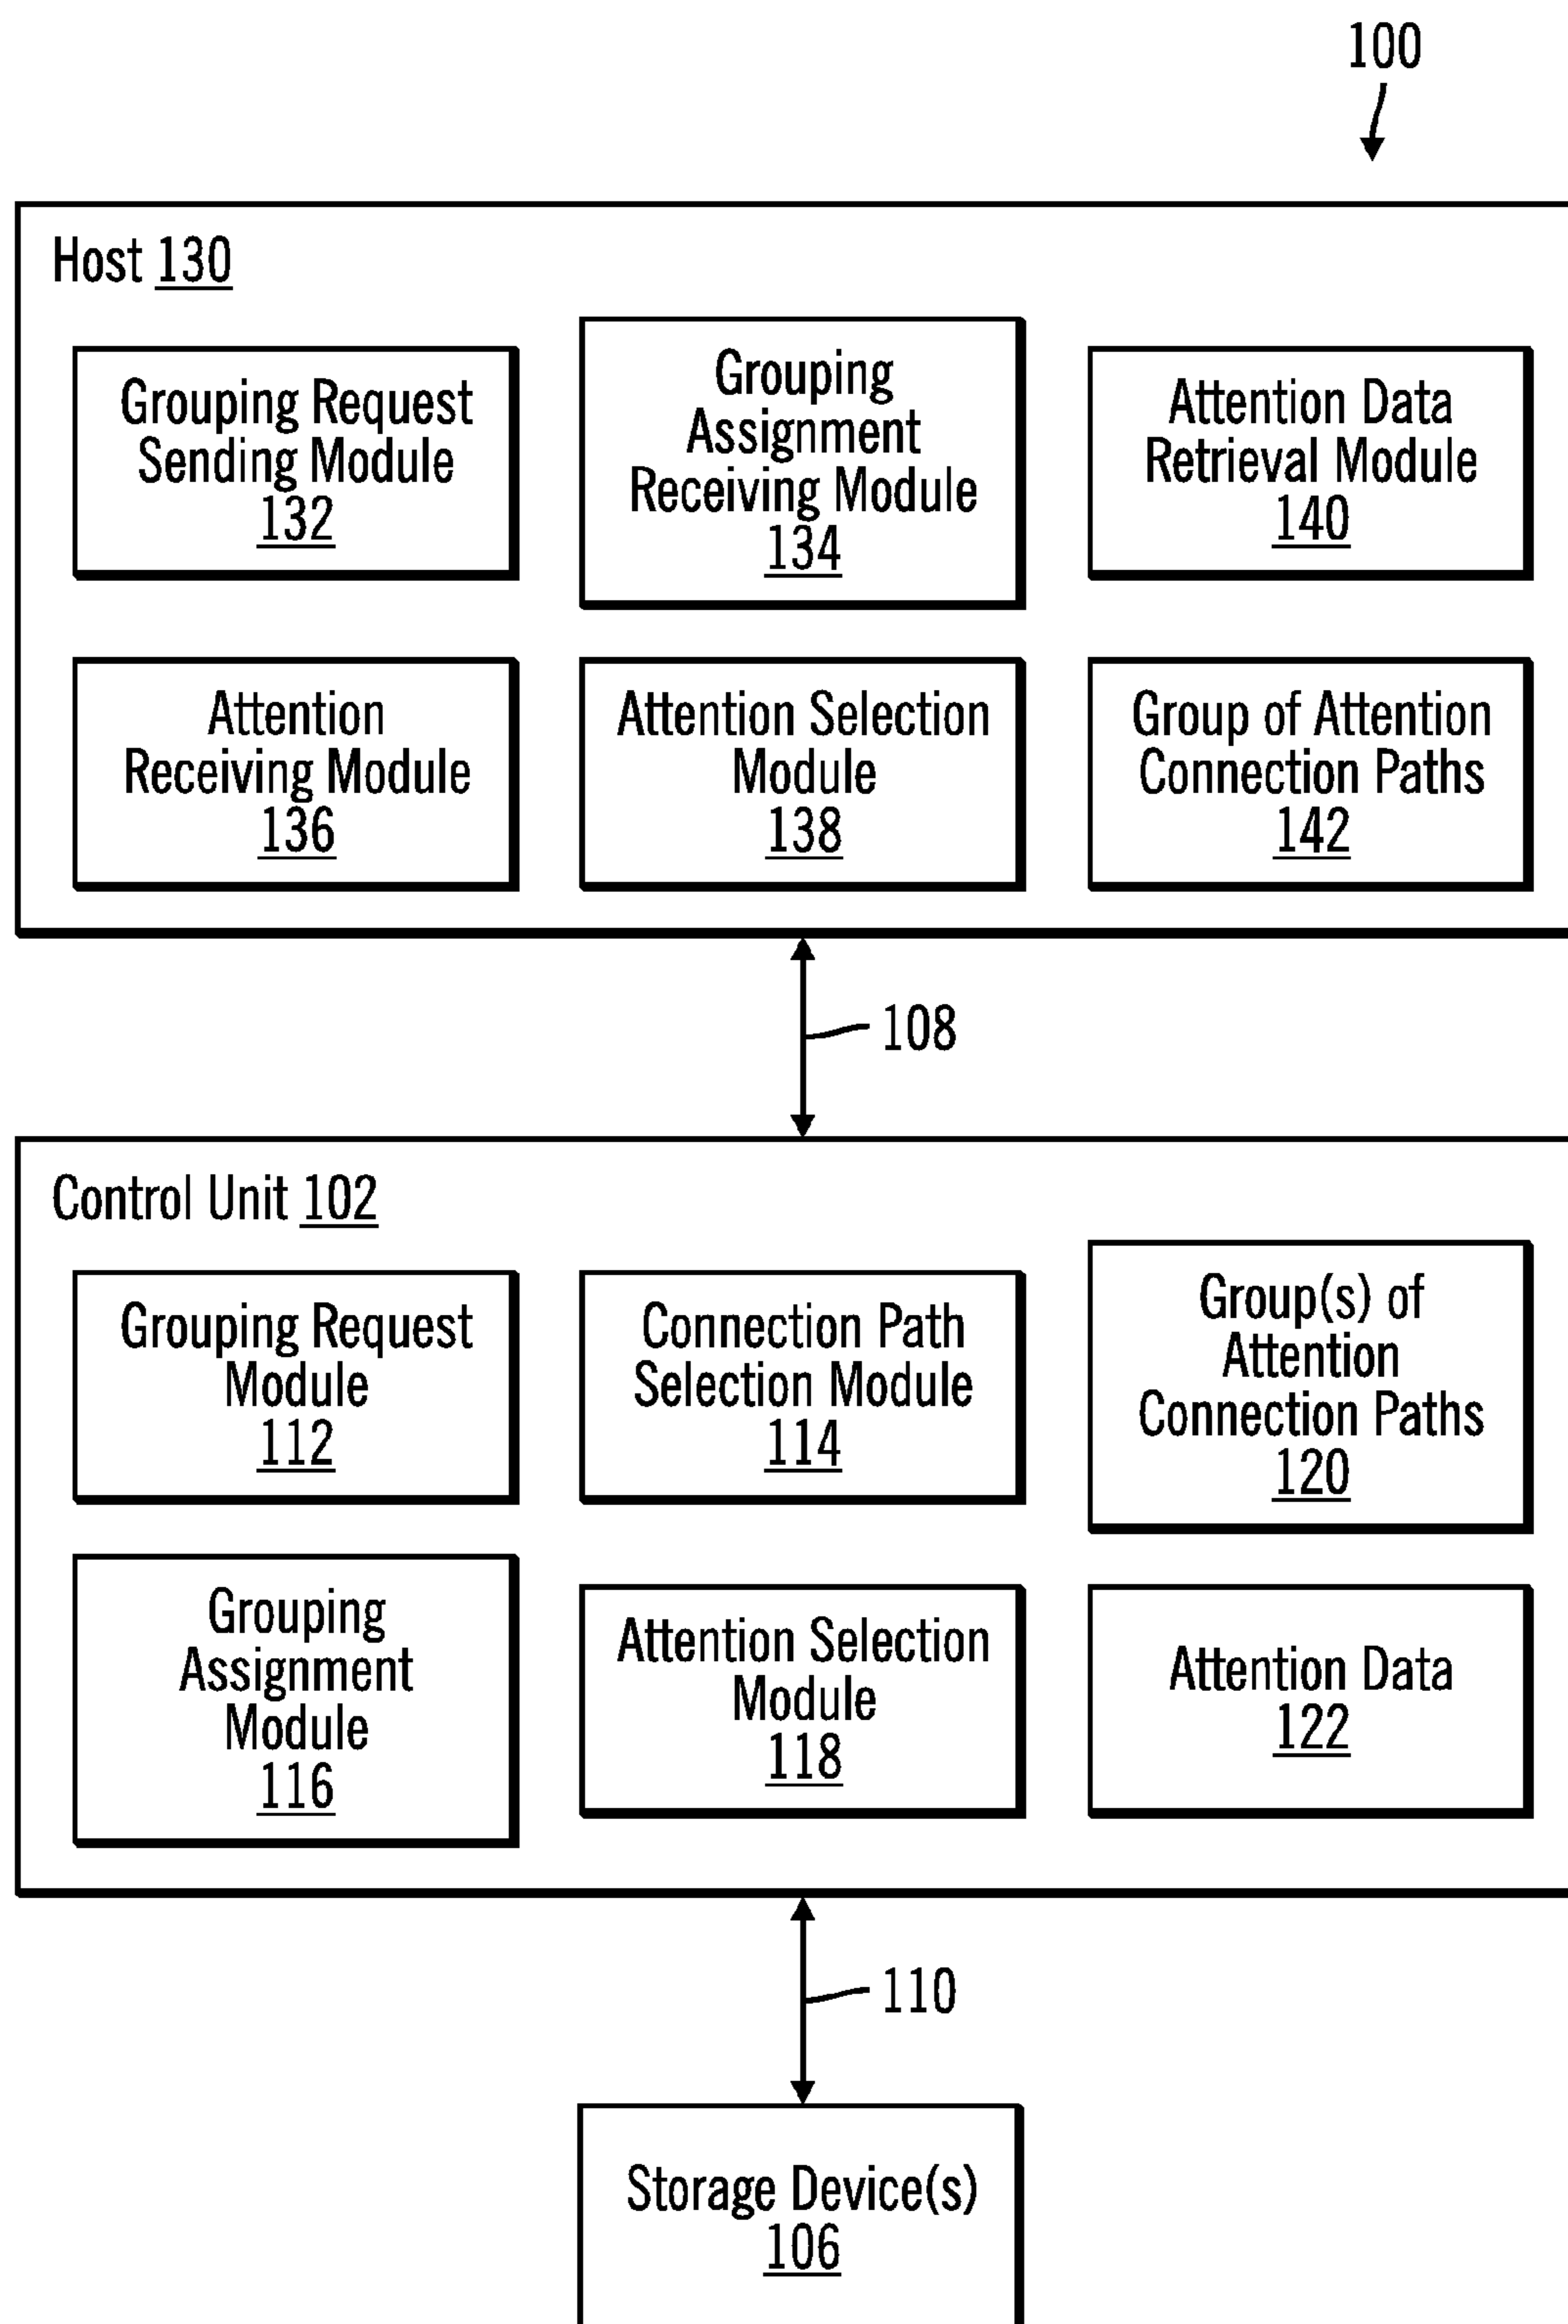 100
Host 130
Grouping Request
Sending Module
132
Grouping
Assignment
Receiving Module
134
Attention Data
Retrieval Module
140
Attention
Receiving Module
136
Attention Selection
Module
138
Group of Attention
Connection Paths
142
108
Control Unit 102
Grouping Request
Module
112
Connection Path
Selection Module
114
Group(s) of
Attention
Connection Paths
120
Grouping
Assignment
Module
116
Attention Selection
Module
118
Attention Data
122
110
Storage Device(s)
106